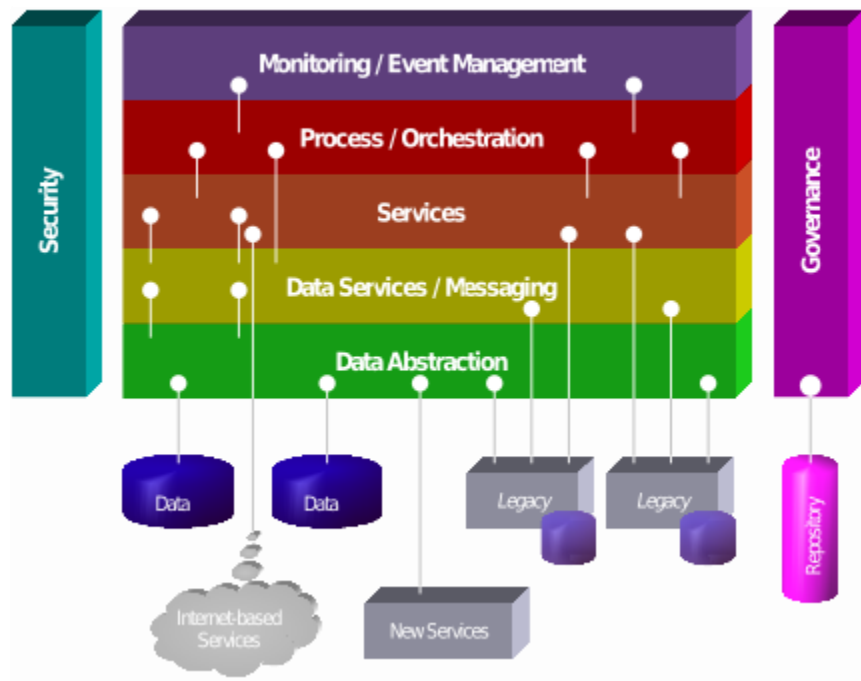 Monitoring / Event Management
Process / Orchestration
Services
Data Services / Messaging
Data Abstraction
Security
Governance
Data
Data
Legacy
Legacy
Repository
Internet-based
Services
New Services